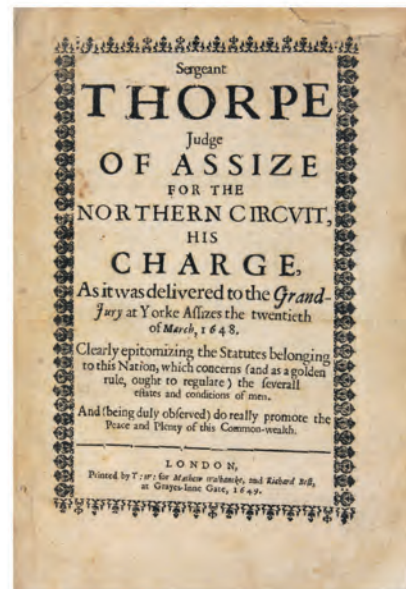 Sergeant
THORPE
Judge
OF ASSIZE
FOR THE
NORTHERN CIRCVIT,
HIS
CHARGE,
As it was delivered to the Grand-
Jury at Yorke Assizes the twentieth
of March, 1648.
Clearly epitomizing the Statutes belonging
to this Nation, which concerns (and as a golden
rule, ought to regulate) the severall
estates and conditions of men.
And (being duly observed) do really promote the
Peace and Plenty of this Common-wealth.
LONDON,
Printed by for Mathew and Richard Best,
at Grayes-Inne Gate, 1649.